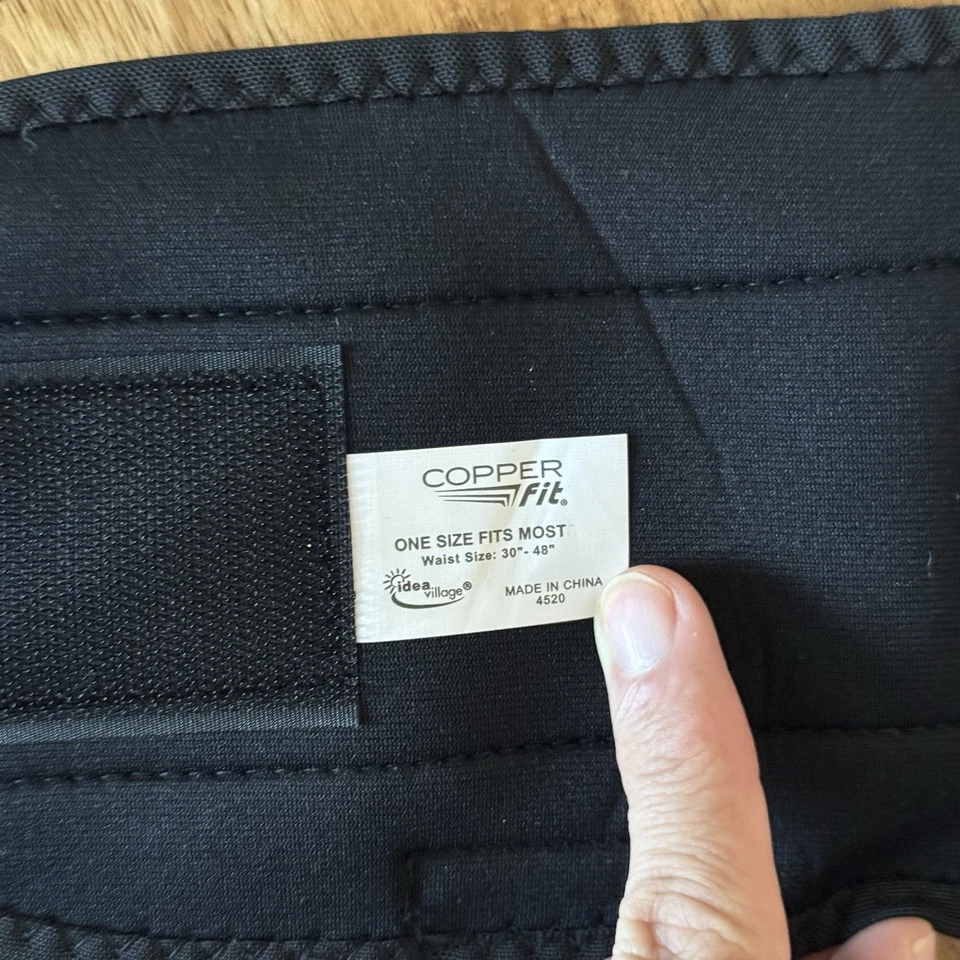 COPPER
fit®
ONE SIZE FITS MOST
Waist Size: 30"- 48"
idea village®
MADE IN CHINA
4520